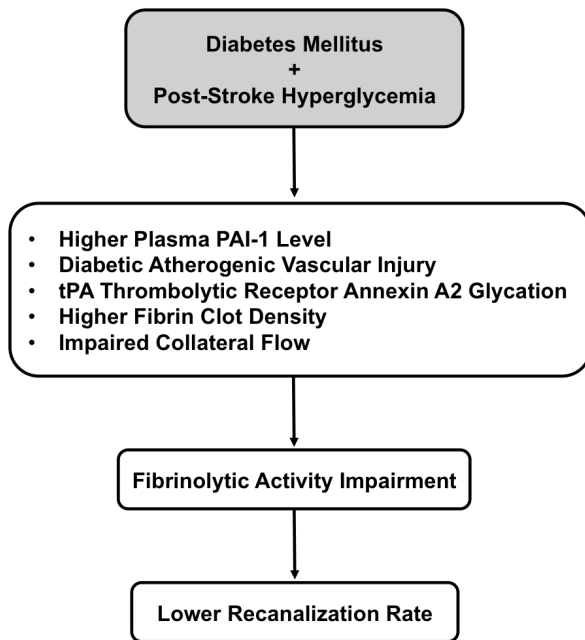 Diabetes Mellitus
+
Post-Stroke Hyperglycemia
• Higher Plasma PAI-1 Level
• Diabetic Atherogenic Vascular Injury
• tPA Thrombolytic Receptor Annexin A2 Glycation
• Higher Fibrin Clot Density
• Impaired Collateral Flow
Fibrinolytic Activity Impairment
Lower Recanalization Rate